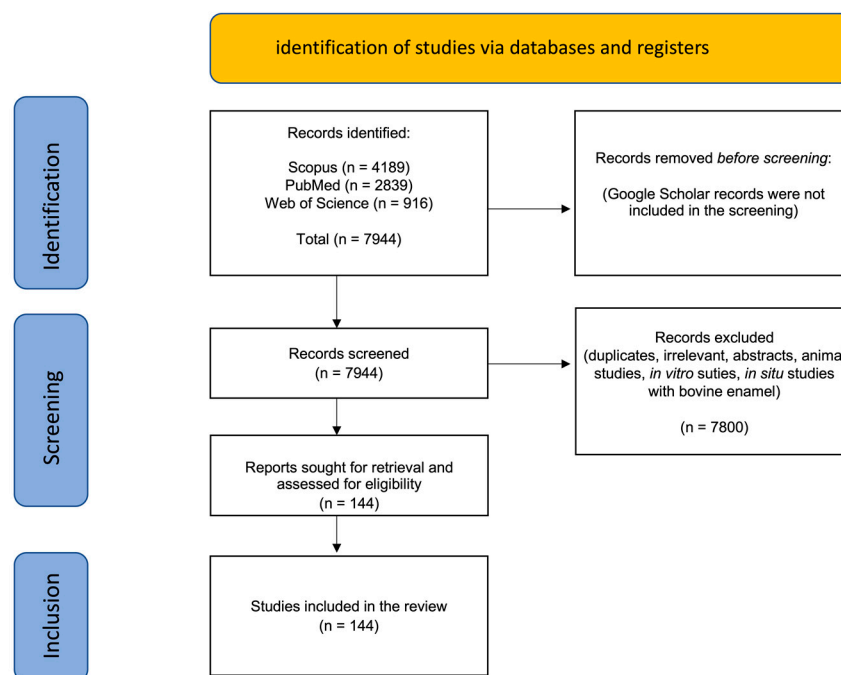 identification of studies via databases and registers
Identification
Records identified:
Scopus (n = 4189)
PubMed (n = 2839)
Web of Science (n = 916)
Total (n = 7944)
Records removed before screening:
(Google Scholar records were not
included in the screening)
Screening
Records screened
(n = 7944)
Records excluded
(duplicates, irrelevant, abstracts, anima
studies, in vitro suties, in situ studies
with bovine enamel)
(n = 7800)
Reports sought for retrieval and
assessed for eligibility
(n = 144)
Inclusion
Studies included in the review
(n = 144)